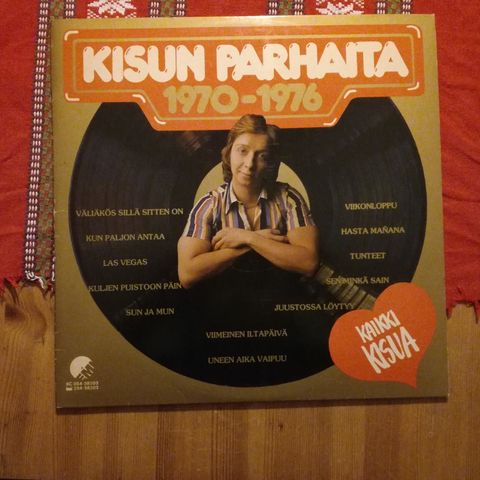 KISUN PARHAITA
1970-1976
VÄLIÄKÖS SILLÄ SITTEN ON
KUN PALJON ANTAA
LAS VEGAS
KULJEN PUISTOON PÄIN
SUN JA MUN
VIIKONLOPPU
HASTA MAÑANA
TUNTEET
SEN MINKÄ SAIN
JUUSTOSSA LÖYTYY
VIIMEINEN ILTAPÄIVÄ
UNEEN AIKA VAIPUU
KAIKKI
KISUA